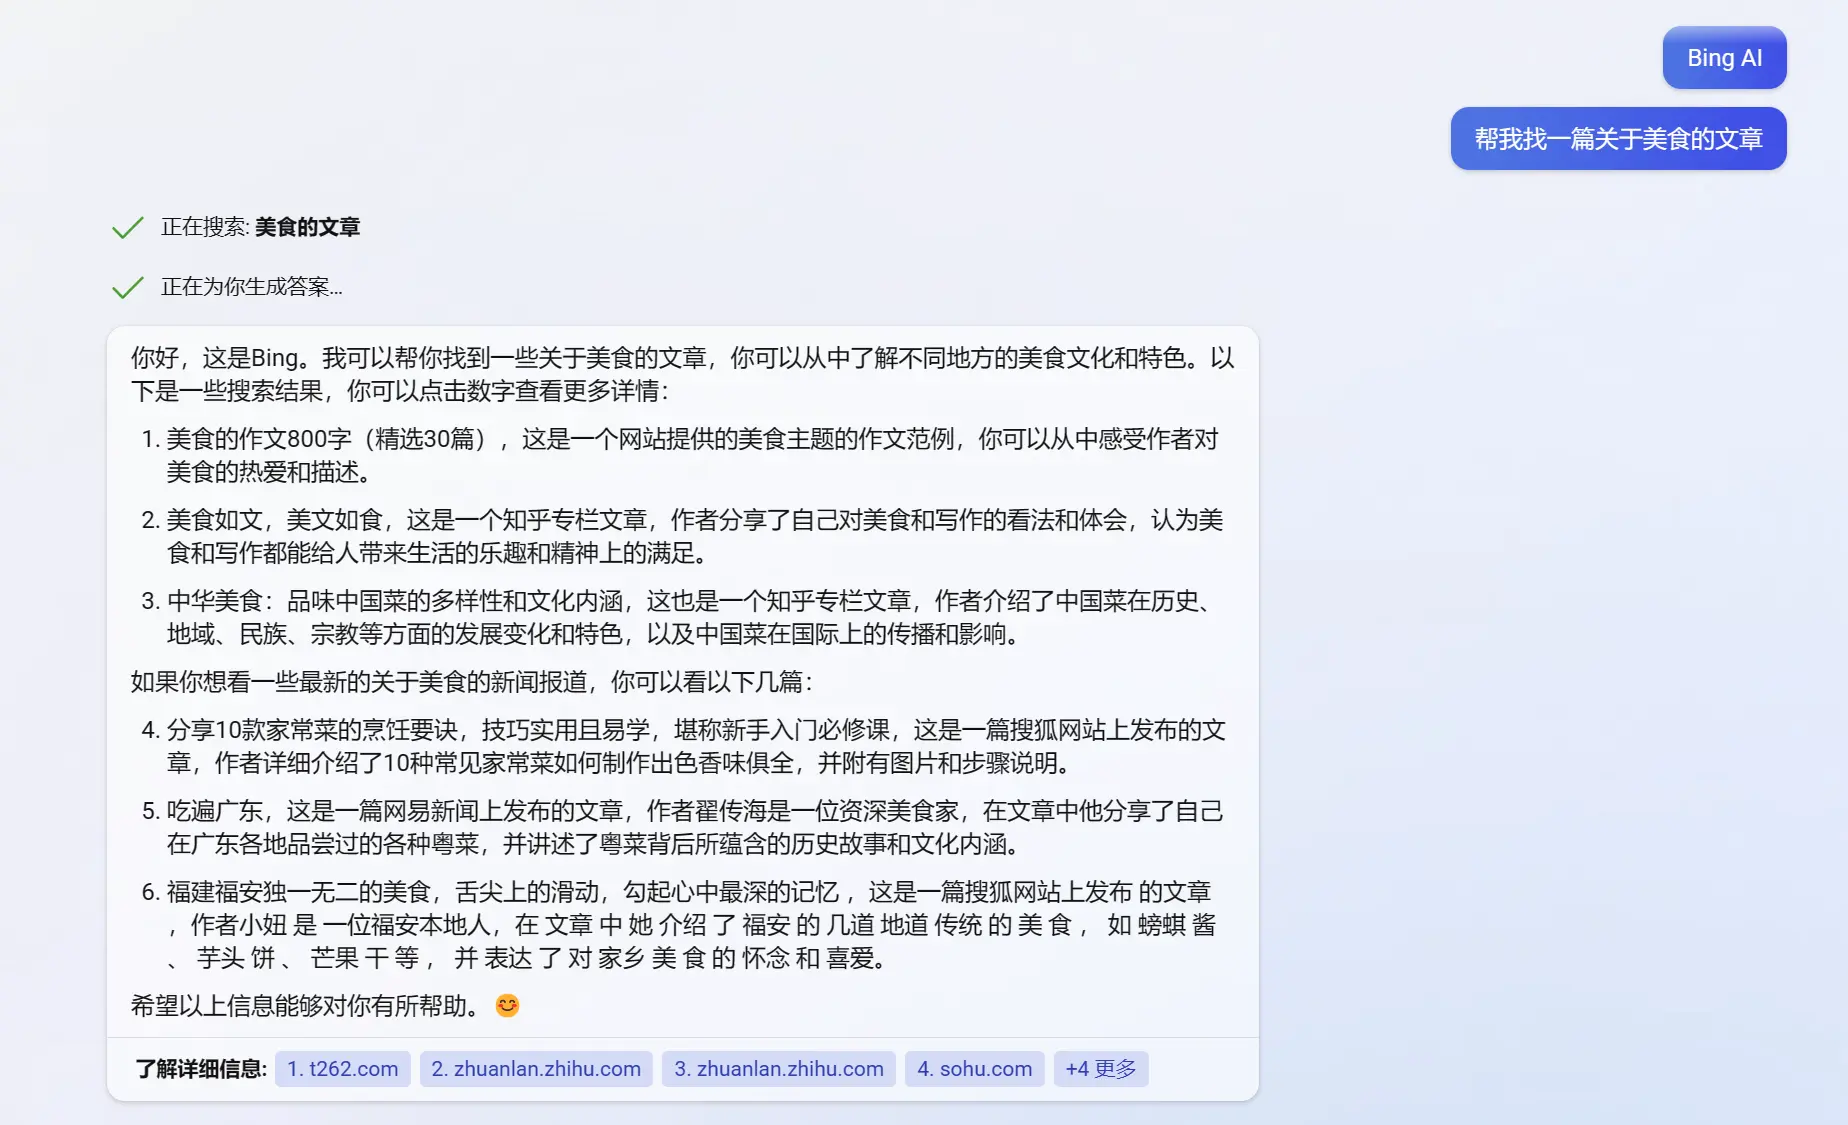 Bing AI
帮我找一篇关于美食的文章
正在搜索: 美食的文章
正在为你生成答案...
你好，这是Bing。我可以帮你找到一些关于美食的文章，你可以从中了解不同地方的美食文化和特色。以
下是一些搜索结果，你可以点击数字查看更多详情：
1. 美食的作文800字（精选30篇），这是一个网站提供的美食主题的作文范例，你可以从中感受作者对
美食的热爱和描述。
2. 美食如文，美文如食，这是一个知乎专栏文章，作者分享了自己对美食和写作的看法和体会，认为美
食和写作都能给人带来生活的乐趣和精神上的满足。
3. 中华美食：品味中国菜的多样性和文化内涵，这也是一个知乎专栏文章，作者介绍了中国菜在历史、
地域、民族、宗教等方面的发展变化和特色，以及中国菜在国际上的传播和影响。
如果你想看一些最新的关于美食的新闻报道，你可以看以下几篇：
4. 分享10款家常菜的烹饪要诀，技巧实用且易学，堪称新手入门必修课，这是一篇搜狐网站上发布的文
章，作者详细介绍了10种常见家常菜如何制作出色香味俱全，并附有图片和步骤说明。
5. 吃遍广东，这是一篇网易新闻上发布的文章，作者翟传海是一位资深美食家，在文章中他分享了自己
在广东各地品尝过的各种粤菜，并讲述了粤菜背后所蕴含的历史故事和文化内涵。
6. 福建福安独一无二的美食，舌尖上的滑动，勾起心中最深的记忆 ，这是一篇搜狐网站上发布 的文章
，作者小妞 是 一位福安本地人，在 文章 中 她 介绍 了 福安 的 几道 地道 传统 的 美 食 ， 如 螃蜞 酱
、 芋头 饼 、 芒果 干 等 ， 并 表达 了 对 家乡 美 食 的 怀念 和 喜爱。
希望以上信息能够对你有所帮助。😊
了解详细信息: 1. t262.com 2. zhuanlan.zhihu.com 3. zhuanlan.zhihu.com 4. sohu.com +4 更多